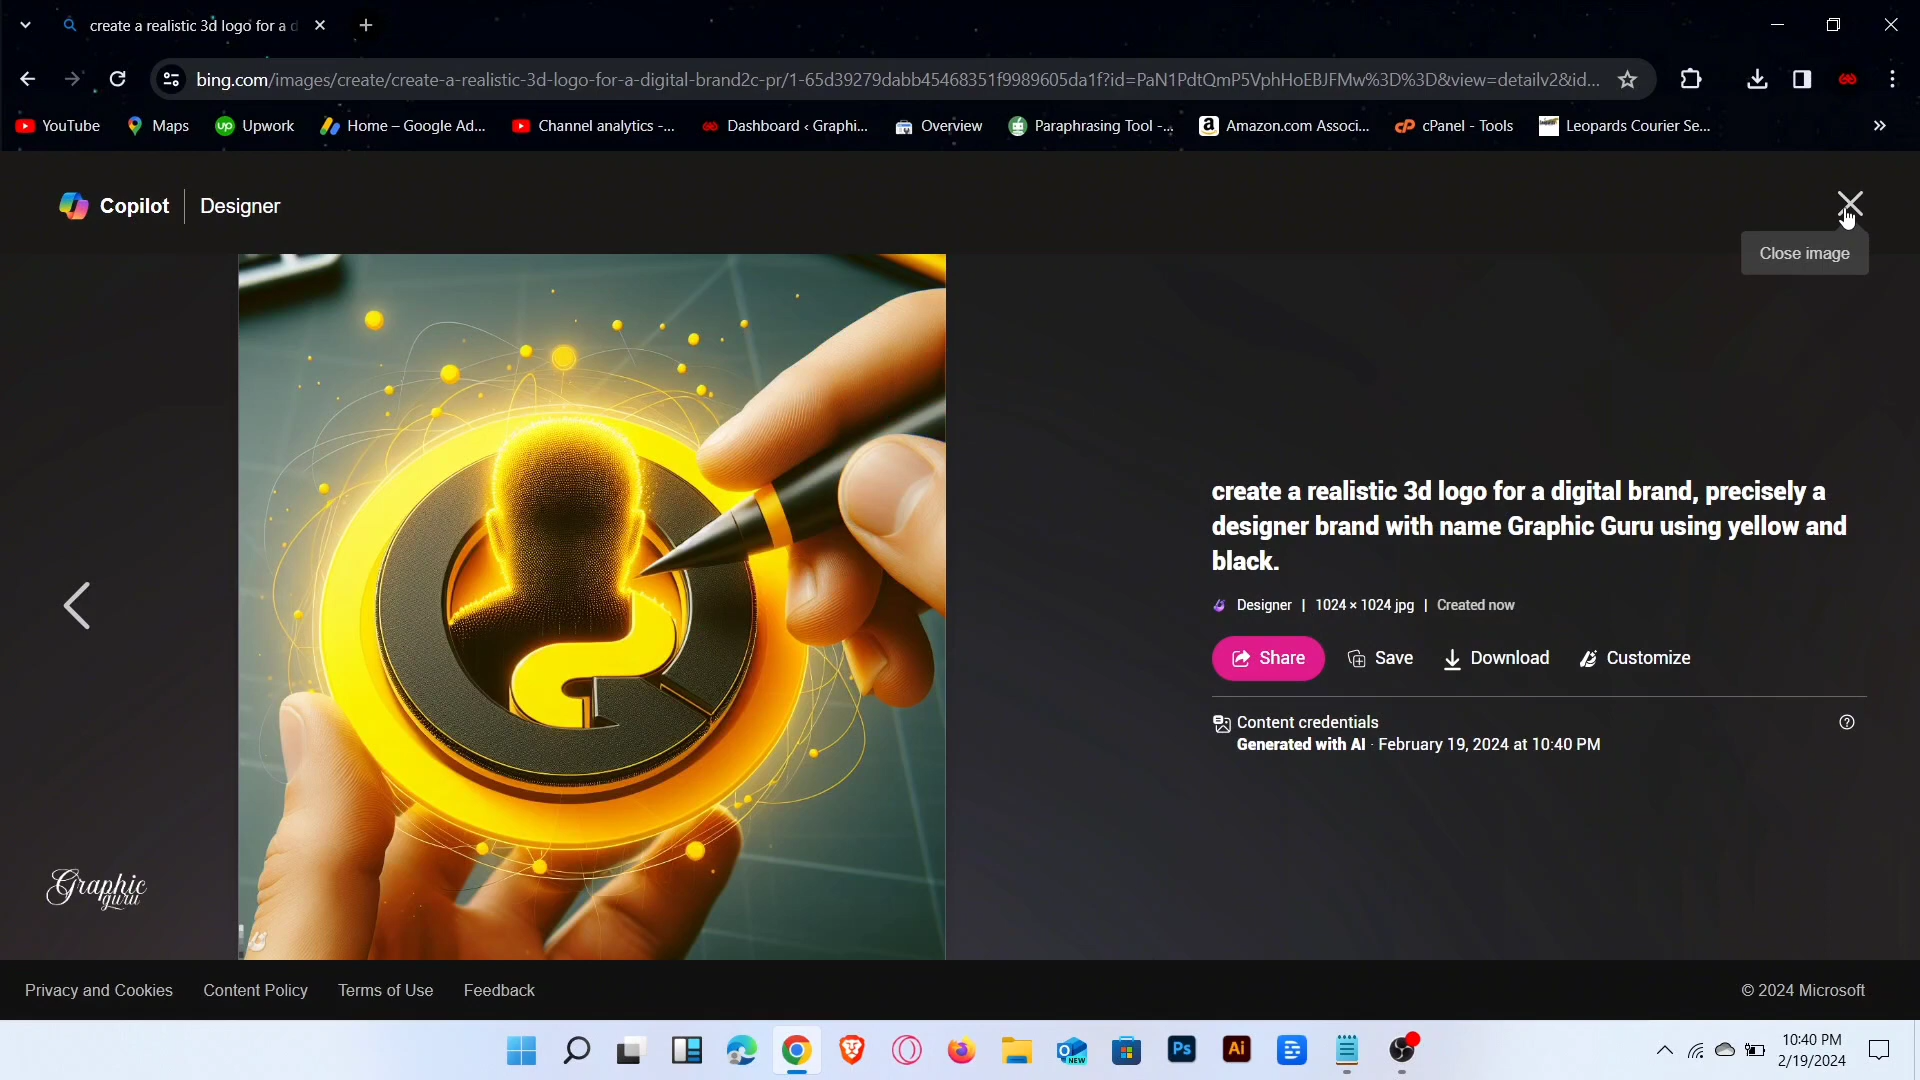 create a realistic 3d logo for a d
bing.com/images/create/create-a-realistic-3d-logo-for-a-digital-brand2c-pr/1-65d39279dabb45468351f9989605da1f?id=PaN1PdtQmP5VphHoEBJFMw%3D%3D&view=detailv2&id...
YouTube Maps Upwork Home – Google Ad... Channel analytics -... Dashboard ‹ Graphi... Overview Paraphrasing Tool -... Amazon.com Associ... cPanel - Tools Leopards Courier Se...
Copilot Designer
Close image
create a realistic 3d logo for a digital brand, precisely a
designer brand with name Graphic Guru using yellow and
black.
Designer | 1024 × 1024 jpg | Created now
Share Save Download Customize
Content credentials
Generated with AI · February 19, 2024 at 10:40 PM
Graphic
guru
Privacy and Cookies Content Policy Terms of Use Feedback © 2024 Microsoft
NEW Ps Ai
10:40 PM
2/19/2024